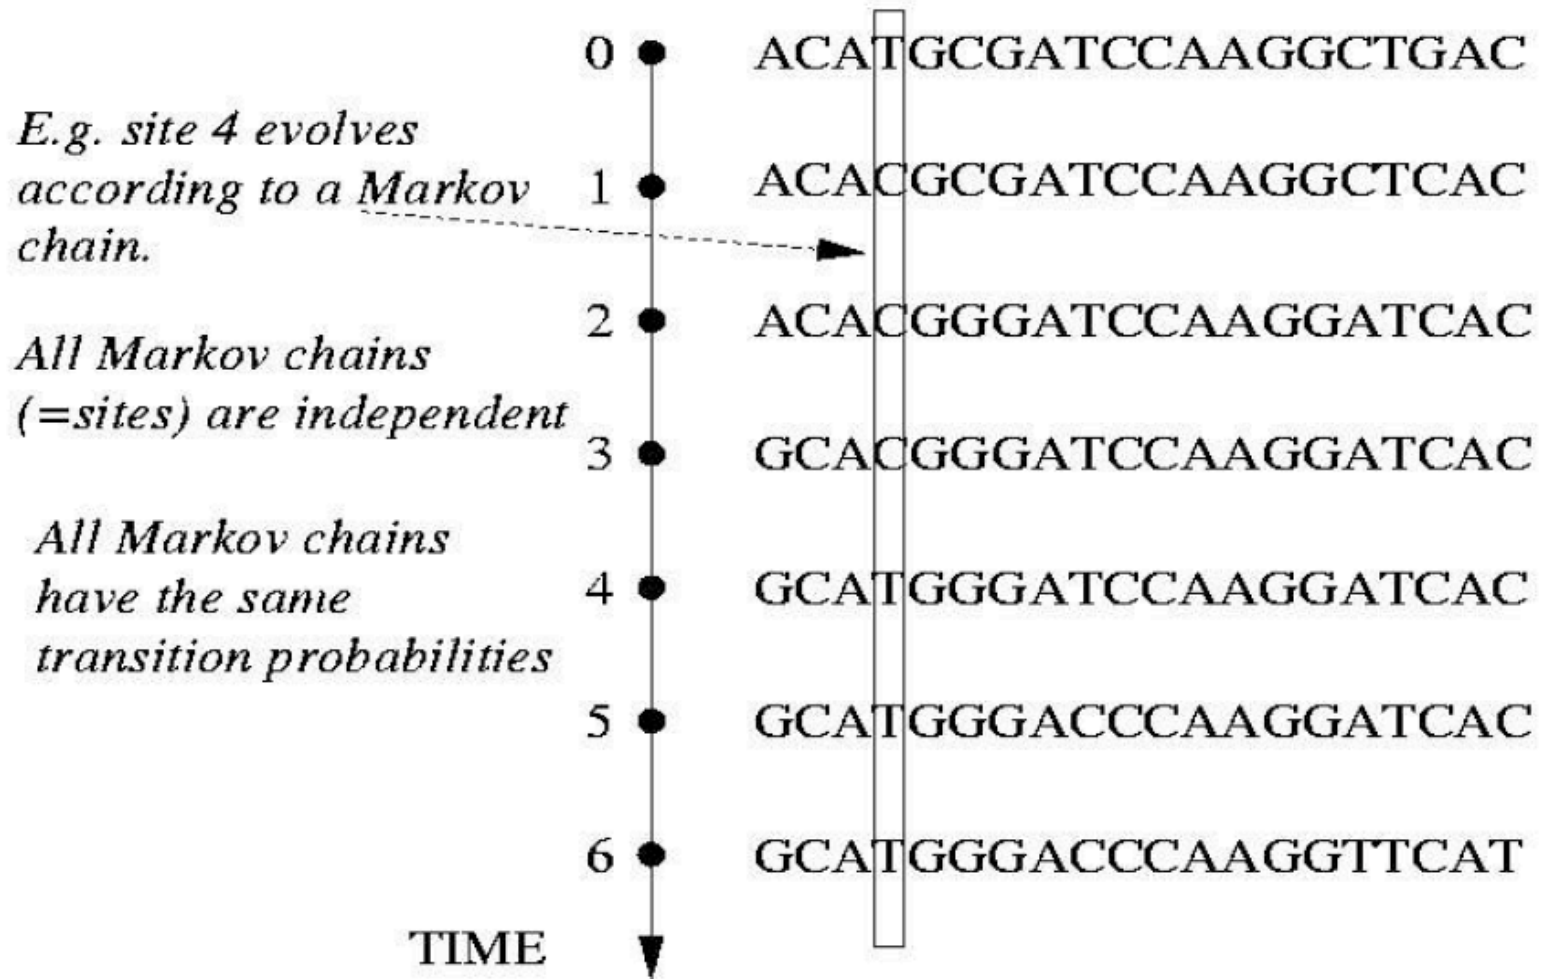 0 ACATGCGATCCAAGGCTGAC
E.g. site 4 evolves
according to a Markov
chain.
1 ACACGCGATCCAAGGCTCAC
2 ACACGGGATCCAAGGATCAC
All Markov chains
(=sites) are independent
3 GCACGGGATCCAAGGATCAC
All Markov chains
have the same
transition probabilities
4 GCATGGGATCCAAGGATCAC
5 GCATGGGACCCAAGGATCAC
6 GCATGGGACCCAAGGTTCAT
TIME